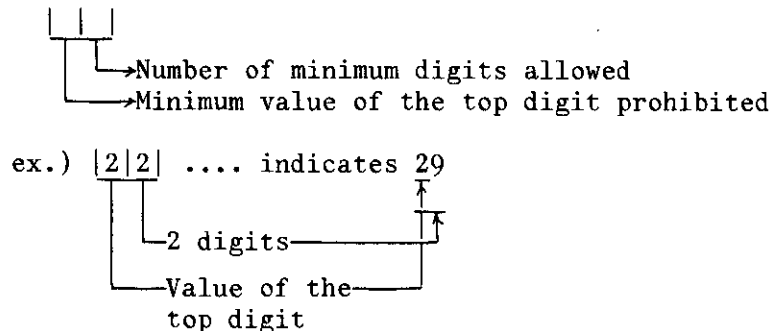 Number of minimum digits allowed
Minimum value of the top digit prohibited
ex.) |2|2| .... indicates 29
2 digits
Value of the
top digit